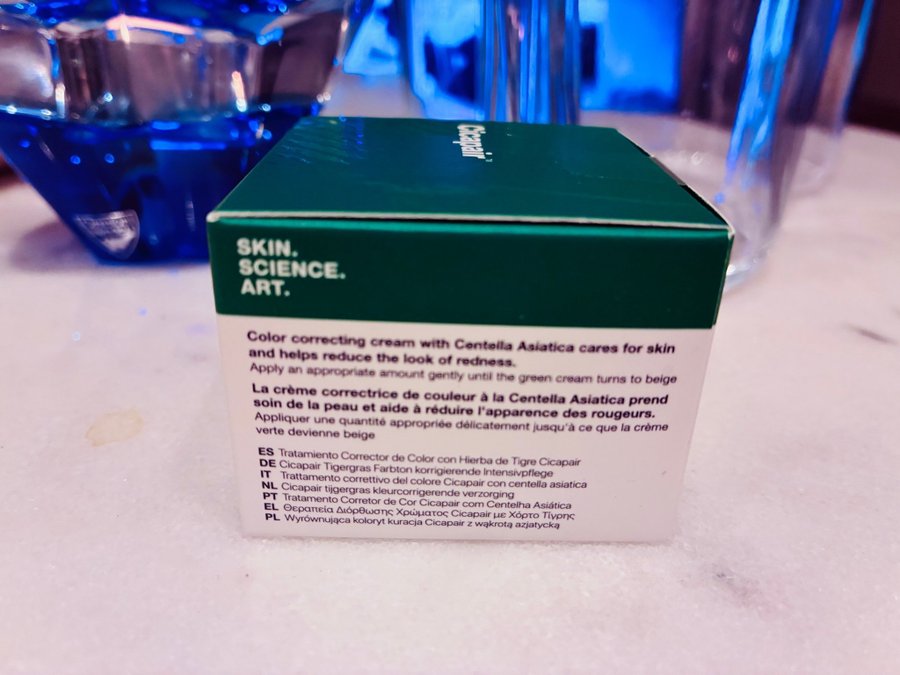 Cicapair
SKIN.
SCIENCE.
ART.
Color correcting cream with Centella Asiatica cares for skin
and helps reduce the look of redness.
Apply an appropriate amount gently until the green cream turns to beige
La crème correctrice de couleur à la Centella Asiatica prend
soin de la peau et aide à réduire l'apparence des rougeurs.
Appliquer une quantité appropriée délicatement jusqu'à ce que la crème
verte devienne beige
ES Tratamiento Corrector de Color con Hierba de Tigre Cicapair
DE Cicapair Tigergras Farbton korrigierende Intensivpflege
IT Trattamento correttivo del colore Cicapair con centella asiatica
NL Cicapair tijgergras kleurcorrigerende verzorging
PT Tratamento Corretor de Cor Cicapair com Centelha Asiática
EL Θεραπεία Διόρθωσης Χρώματος Cicapair με Χόρτο Τίγρης
PL Wyrównująca koloryt kuracja Cicapair z wąkrotą azjatycką